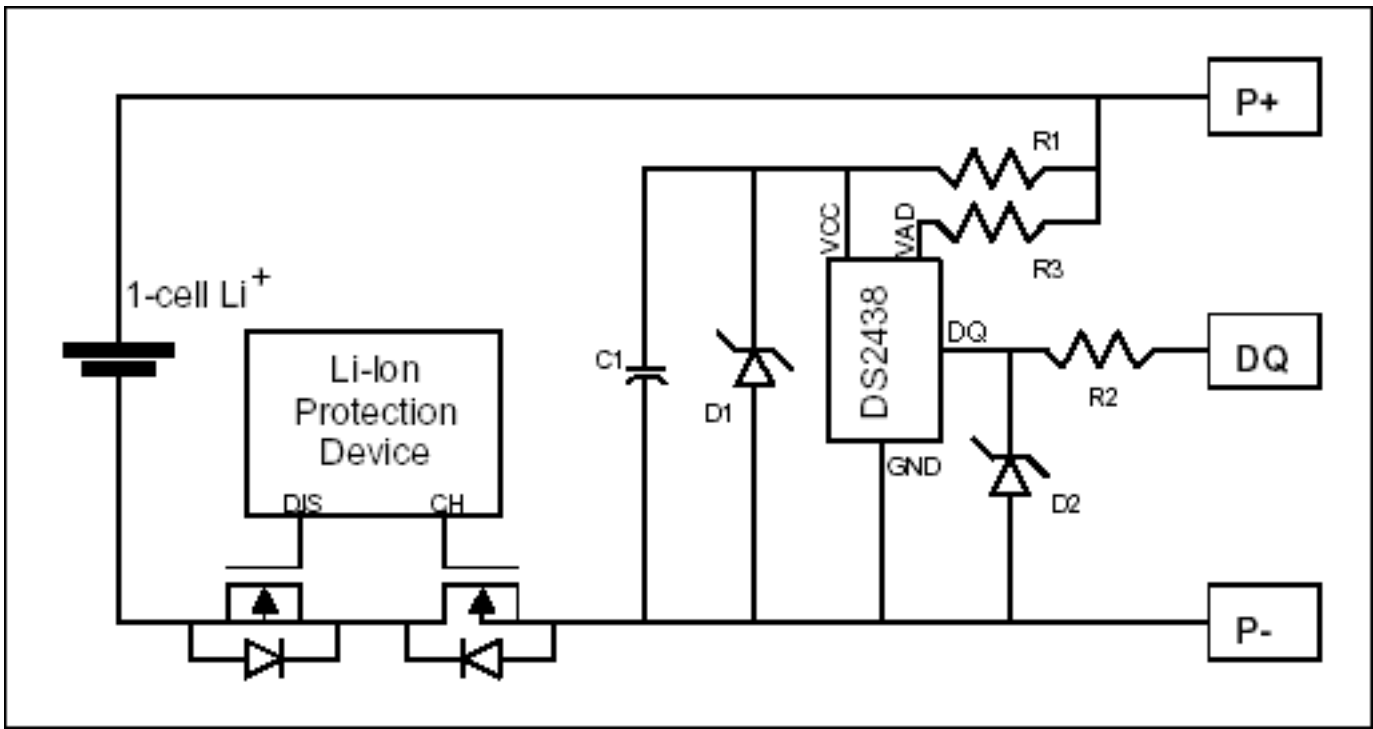 P+
R1
VCC
VAD
R3
1-cell Li+
DS2438
DQ
DQ
Li-Ion
Protection
Device
C1
D1
R2
GND
DIS
CH
D2
P-